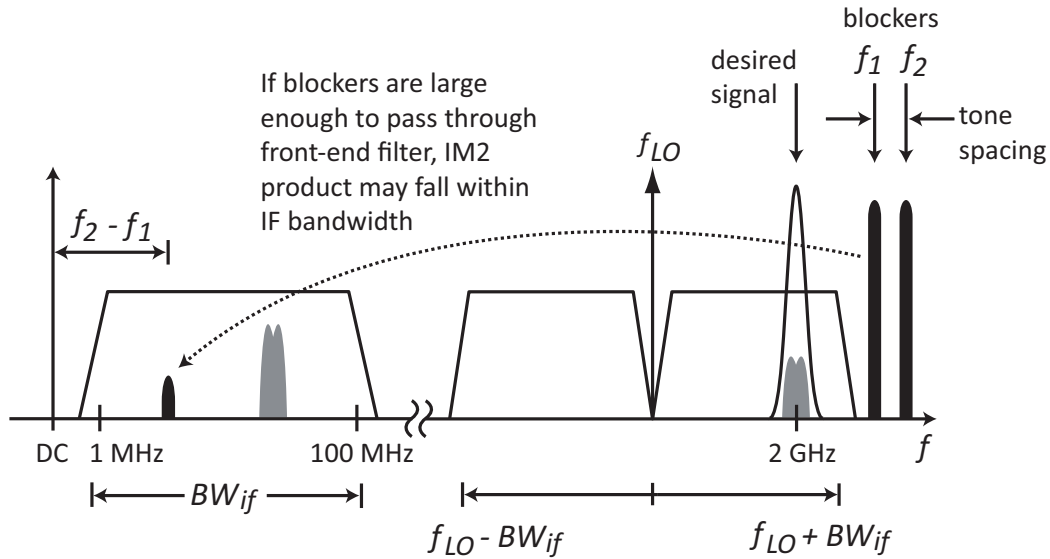 blockers
desired
signal
f1
f2
tone
spacing
If blockers are large
enough to pass through
front-end filter, IM2
product may fall within
IF bandwidth
fLO
f2 - f1
DC
1 MHz
100 MHz
2 GHz
f
BWif
fLO - BWif
fLO + BWif